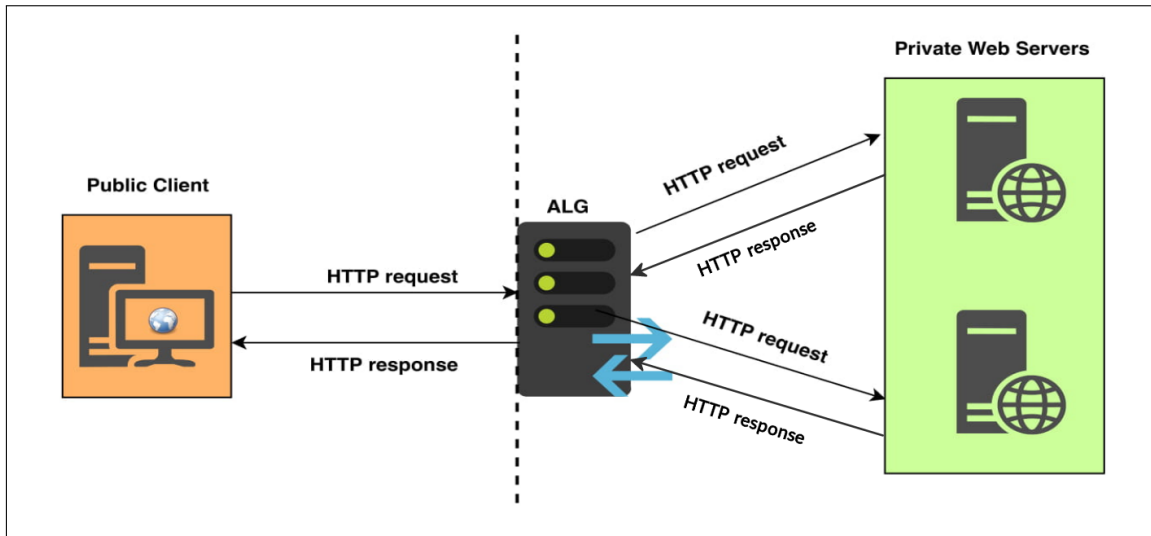 Private Web Servers
HTTP request
Public Client
ALG
HTTP response
HTTP request
HTTP request
HTTP response
HTTP response